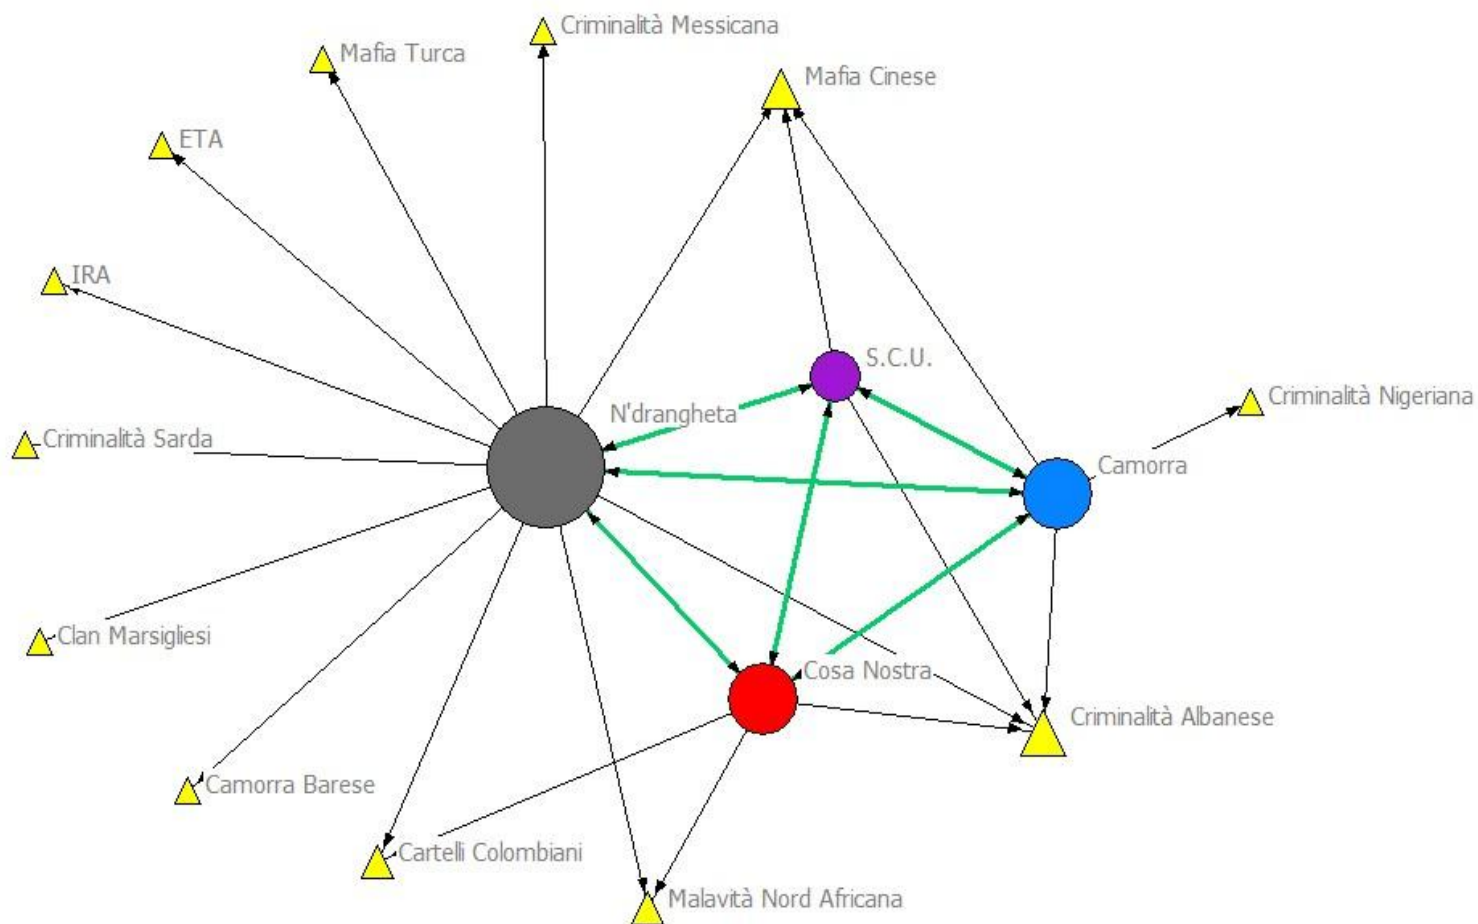 Criminalità Messicana
Mafia Turca
Mafia Cinese
ETA
IRA
S.C.U.
N'drangheta
Criminalità Nigeriana
Criminalità Sarda
Camorra
Clan Marsigliesi
Cosa Nostra
Criminalità Albanese
Camorra Barese
Cartelli Colombiani
Malavità Nord Africana